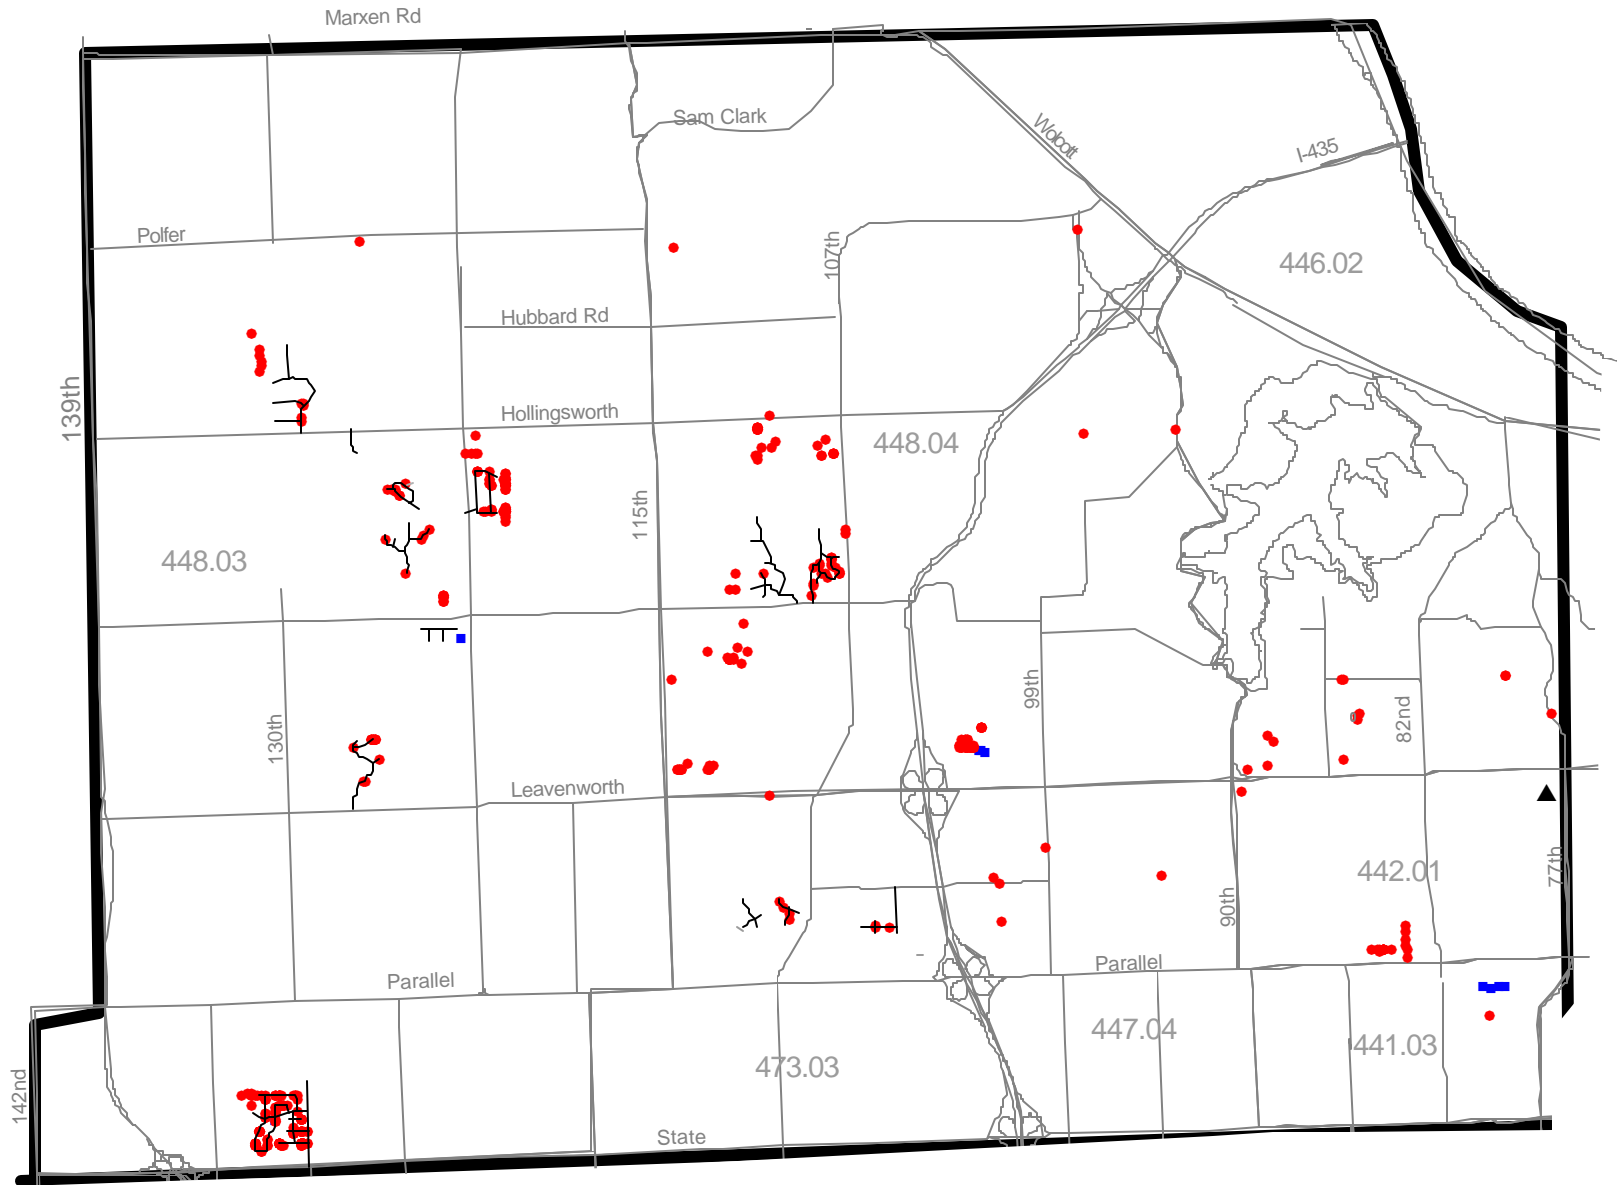 Marxen Rd
Sam Clark
Wolcott
I-435
Polfer
107th
446.02
Hubbard Rd
139th
Hollingsworth
448.04
115th
448.03
99th
82nd
130th
Leavenworth
442.01
77th
90th
Parallel
Parallel
447.04
441.03
473.03
142nd
State